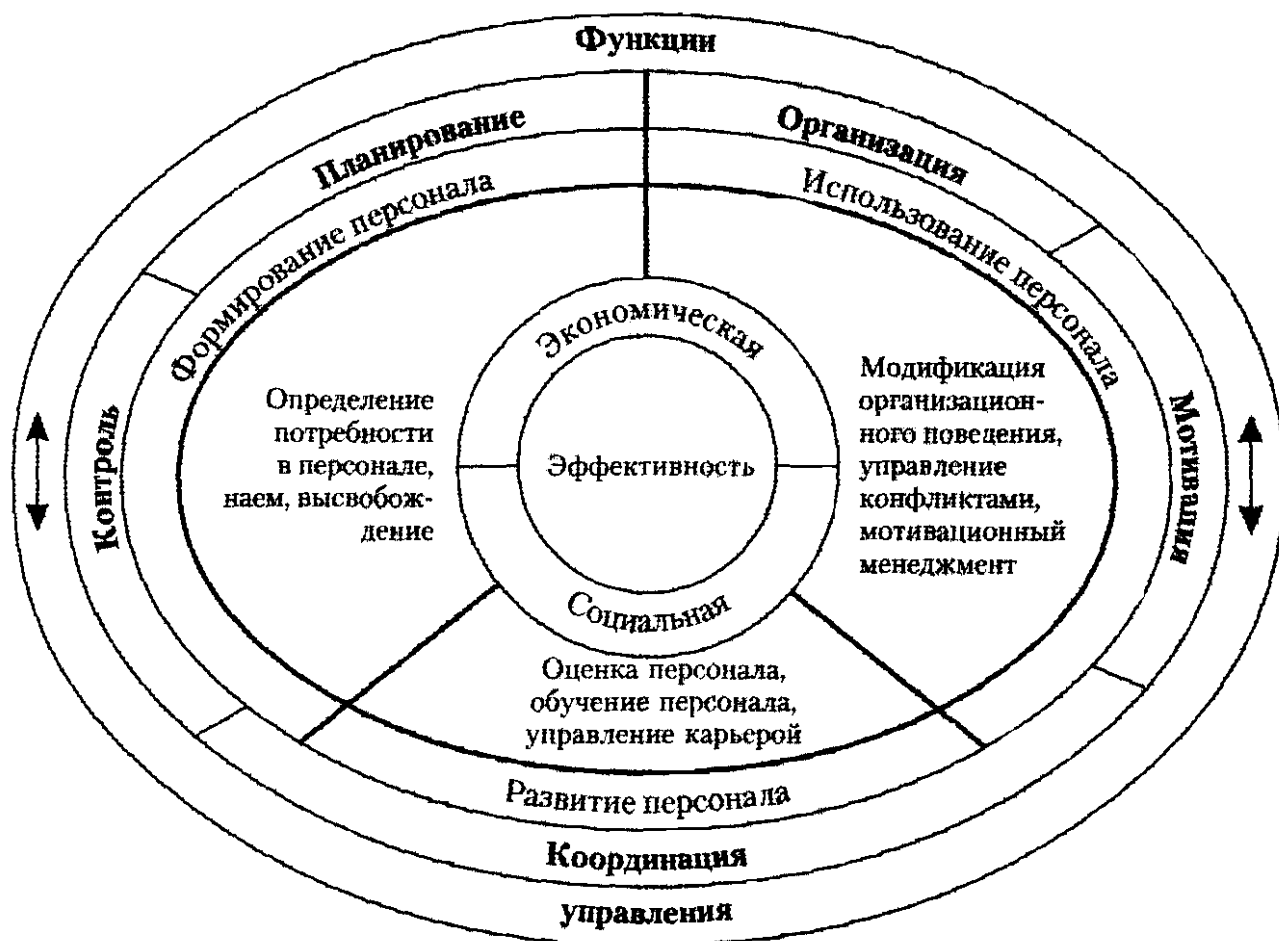 Функции
Планирование
Организация
Формирование персонала
Использование персонала
Экономическая
Определение
потребности
в персонале,
наем, высвобож-
дение
Эффективность
Модификация
организацион-
ного поведения,
управление
конфликтами,
мотивационный
менеджмент
Контроль
Мотивация
Социальная
Оценка персонала,
обучение персонала,
управление карьерой
Развитие персонала
Координация
управления